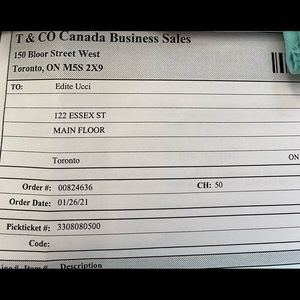 T & CO Canada Business Sales
150 Bloor Street West
Toronto, ON M5S 2X9
TO: Edite Ucci
122 ESSEX ST
MAIN FLOOR
Toronto ON
Order #: 00824636 CH: 50
Order Date: 01/26/21
Pickticket #: 3308080500
Code:
Item # Description